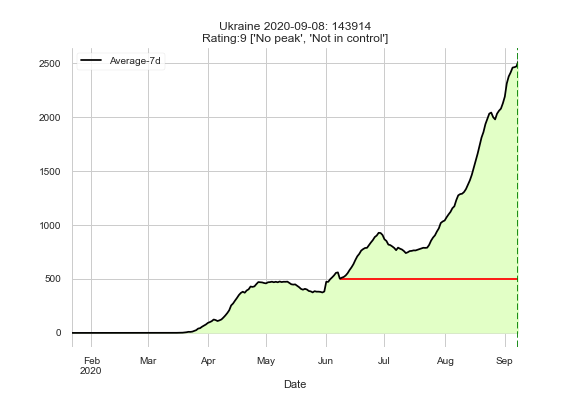 Ukraine 2020-09-08: 143914
Rating:9 ['No peak', 'Not in control']
Average-7d
2500
2000
1500
1000
500
0
Feb Mar Apr May Jun Jul Aug Sep
2020
Date